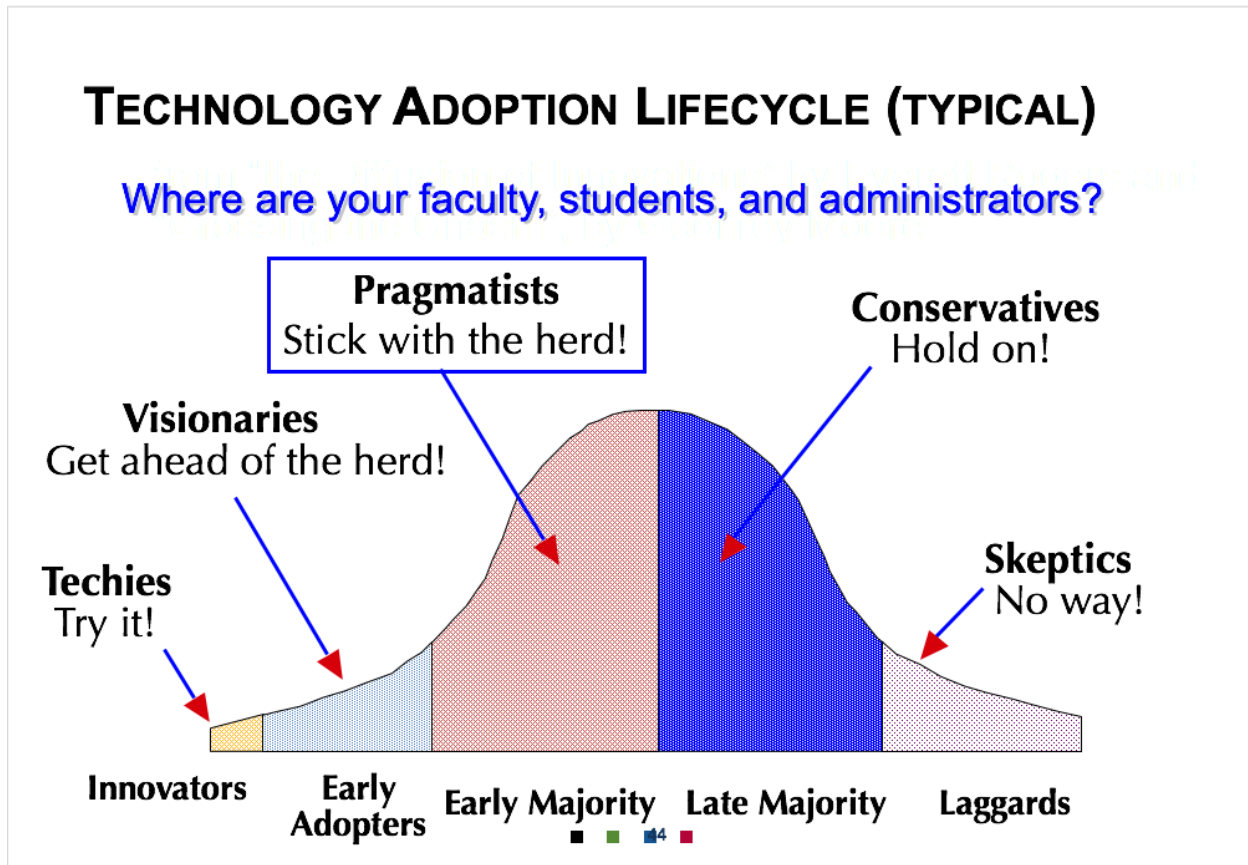 TECHNOLOGY ADOPTION LIFECYCLE (TYPICAL)
Where are your faculty, students, and administrators?
Pragmatists
Stick with the herd!
Conservatives
Hold on!
Visionaries
Get ahead of the herd!
Techies
Try it!
Skeptics
No way!
Innovators
Early
Adopters
Early Majority
Late Majority
Laggards
44